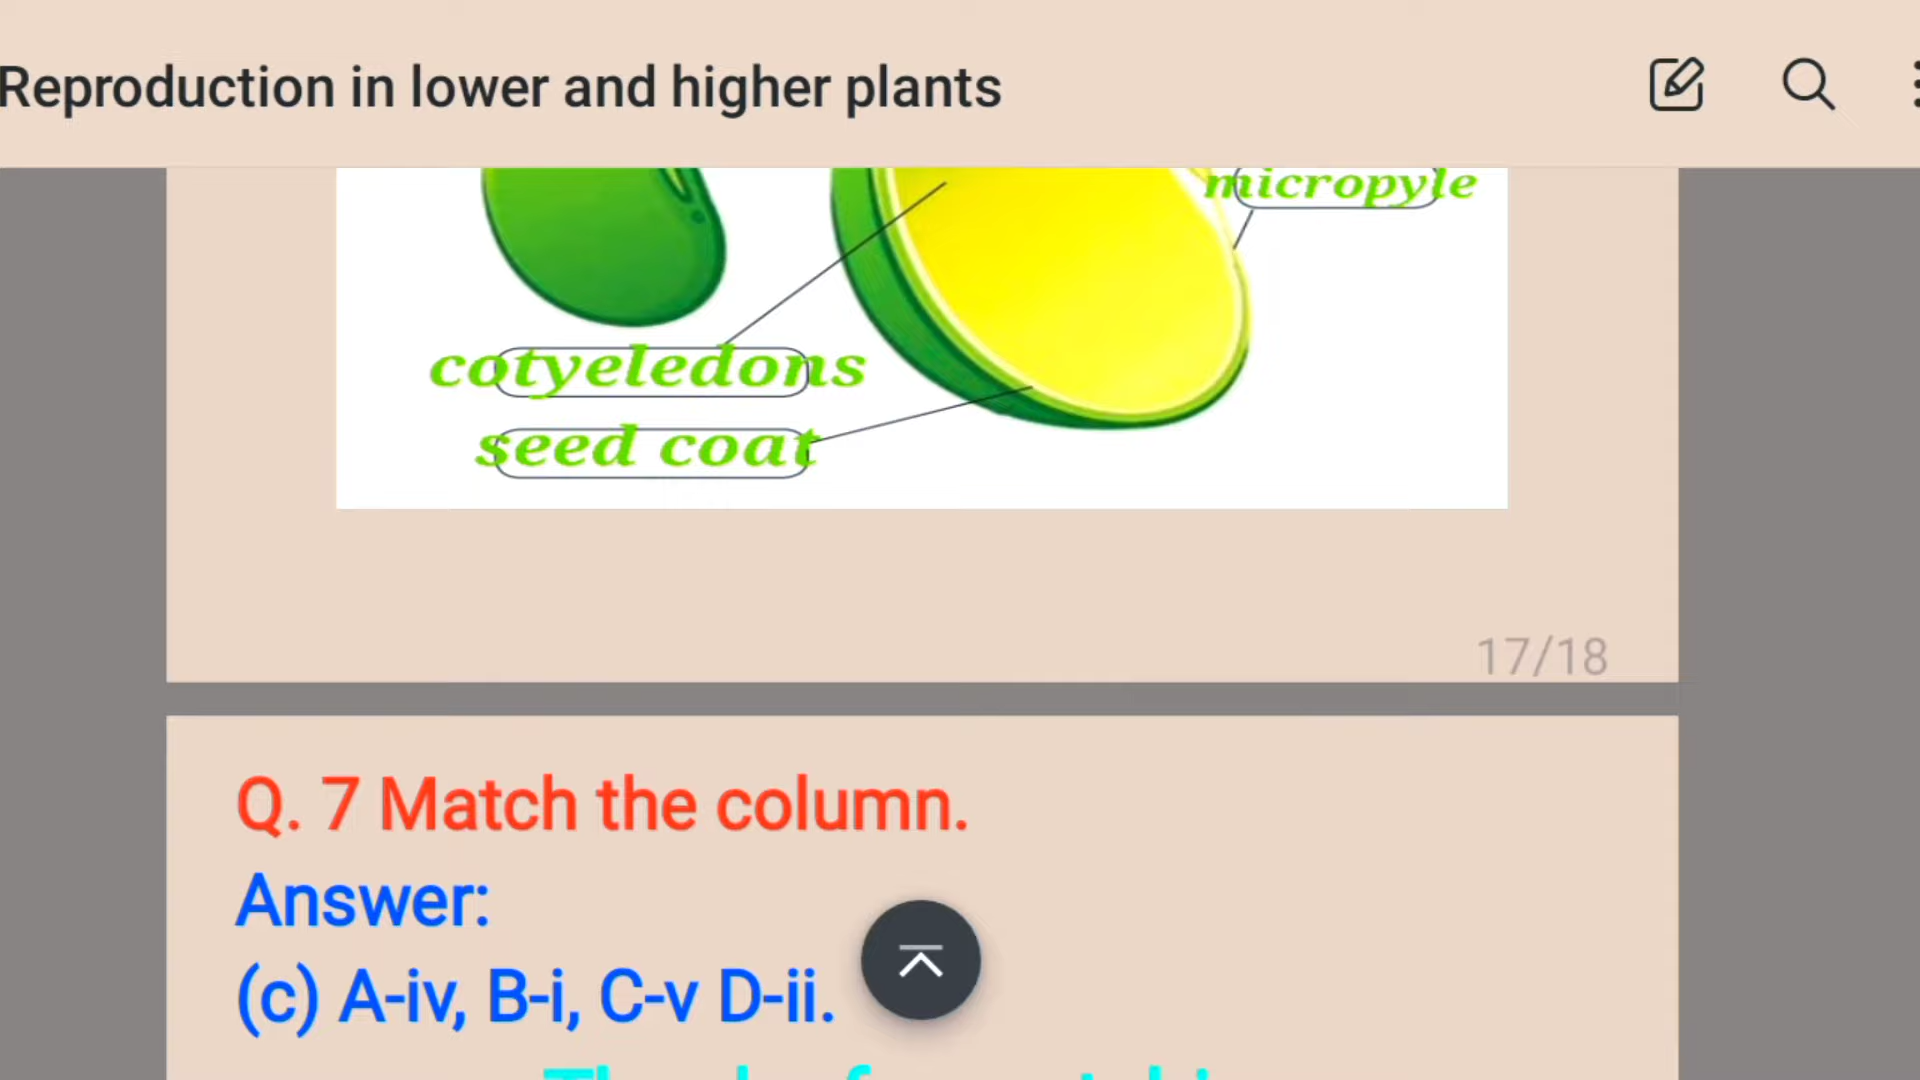 Reproduction in lower and higher plants
micropyle
cotyeledons
seed coat
17/18
Q. 7 Match the column.
Answer:
(c) A-iv, B-i, C-v D-ii.